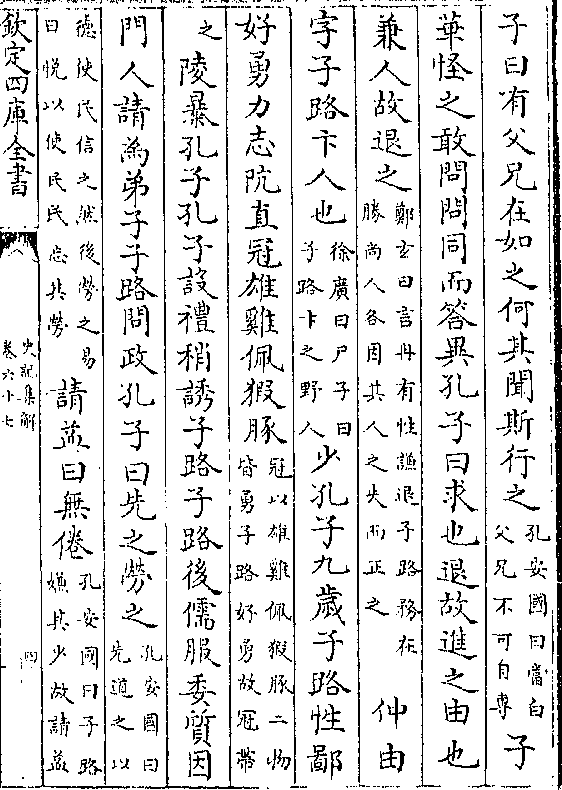 子曰有父兄在如之何其聞斯行之孔安國曰當白父兄不可自專子
華怪之敢問問同而答異孔子曰求也退故進之由也
兼人故退之鄭玄曰言冉有性謙退子路務在勝尚人各因其人之失而正之 仲由
字子路卞人也徐廣曰尸子曰子路卞之野人少孔子九歲子路性鄙
好勇力志伉直冠雄雞佩猳豚冠以雄雞佩猳豚二物皆勇子路好勇故冠帶
之陵暴孔子孔子設禮稍誘子路子路後儒服委質因
門人請為弟子子路問政孔子曰先之勞之孔安國曰先道之以
德使民信之然後勞之易曰悅以使民民忘其勞請益曰無倦孔安國曰子路嫌其少故請益
欽定四庫全書
史記集解
卷六十七
四